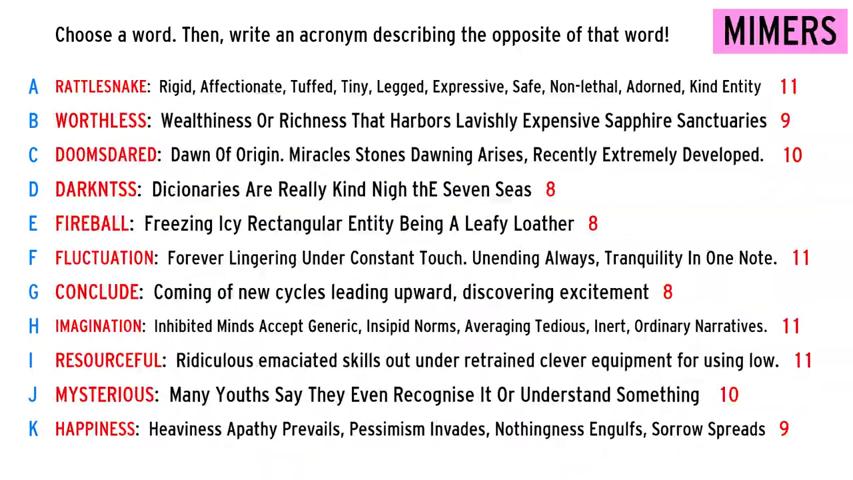 Choose a word. Then, write an acronym describing the opposite of that word!
MIMERS
A RATTLESNAKE: Rigid, Affectionate, Tuffed, Tiny, Legged, Expressive, Safe, Non-lethal, Adorned, Kind Entity 11
B WORTHLESS: Wealthiness Or Richness That Harbors Lavishly Expensive Sapphire Sanctuaries 9
C DOOMSDARED: Dawn Of Origin. Miracles Stones Dawning Arises, Recently Extremely Developed. 10
D DARKNTSS: Dicionaries Are Really Kind Nigh thE Seven Seas 8
E FIREBALL: Freezing Icy Rectangular Entity Being A Leafy Loather 8
F FLUCTUATION: Forever Lingering Under Constant Touch. Unending Always, Tranquility In One Note. 11
G CONCLUDE: Coming of new cycles leading upward, discovering excitement 8
H IMAGINATION: Inhibited Minds Accept Generic, Insipid Norms, Averaging Tedious, Inert, Ordinary Narratives. 11
I RESOURCEFUL: Ridiculous emaciated skills out under retrained clever equipment for using low. 11
J MYSTERIOUS: Many Youths Say They Even Recognise It Or Understand Something 10
K HAPPINESS: Heaviness Apathy Prevails, Pessimism Invades, Nothingness Engulfs, Sorrow Spreads 9